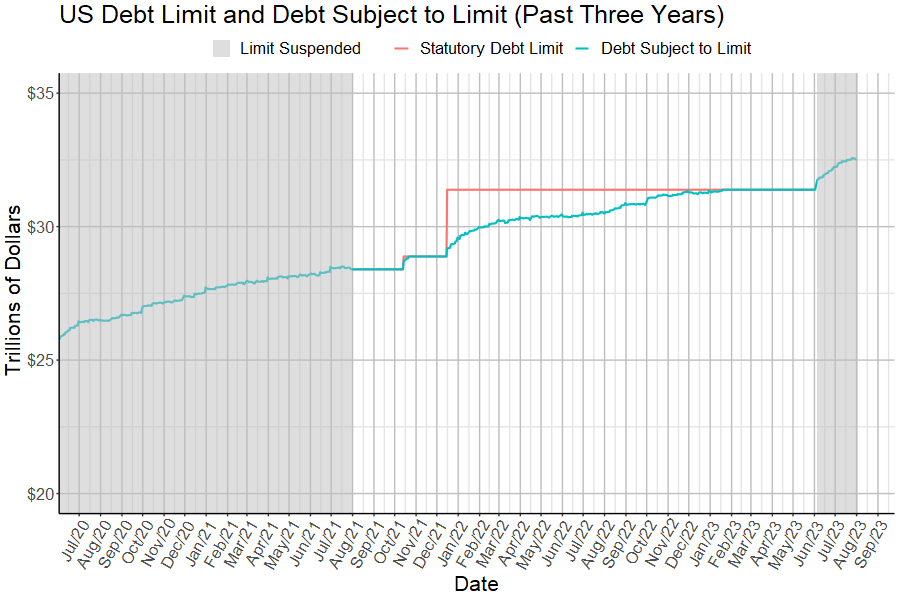 US Debt Limit and Debt Subject to Limit (Past Three Years)
Limit Suspended Statutory Debt Limit Debt Subject to Limit
Trillions of Dollars
$35
$30
$25
$20
Jul/20 Aug/20 Sep/20 Oct/20 Nov/20 Dec/20 Jan/21 Feb/21 Mar/21 Apr/21 May/21 Jun/21 Jul/21 Aug/21 Sep/21 Oct/21 Nov/21 Dec/21 Jan/22 Feb/22 Mar/22 Apr/22 May/22 Jun/22 Jul/22 Aug/22 Sep/22 Oct/22 Nov/22 Dec/22 Jan/23 Feb/23 Mar/23 Apr/23 May/23 Jun/23 Jul/23 Aug/23 Sep/23
Date